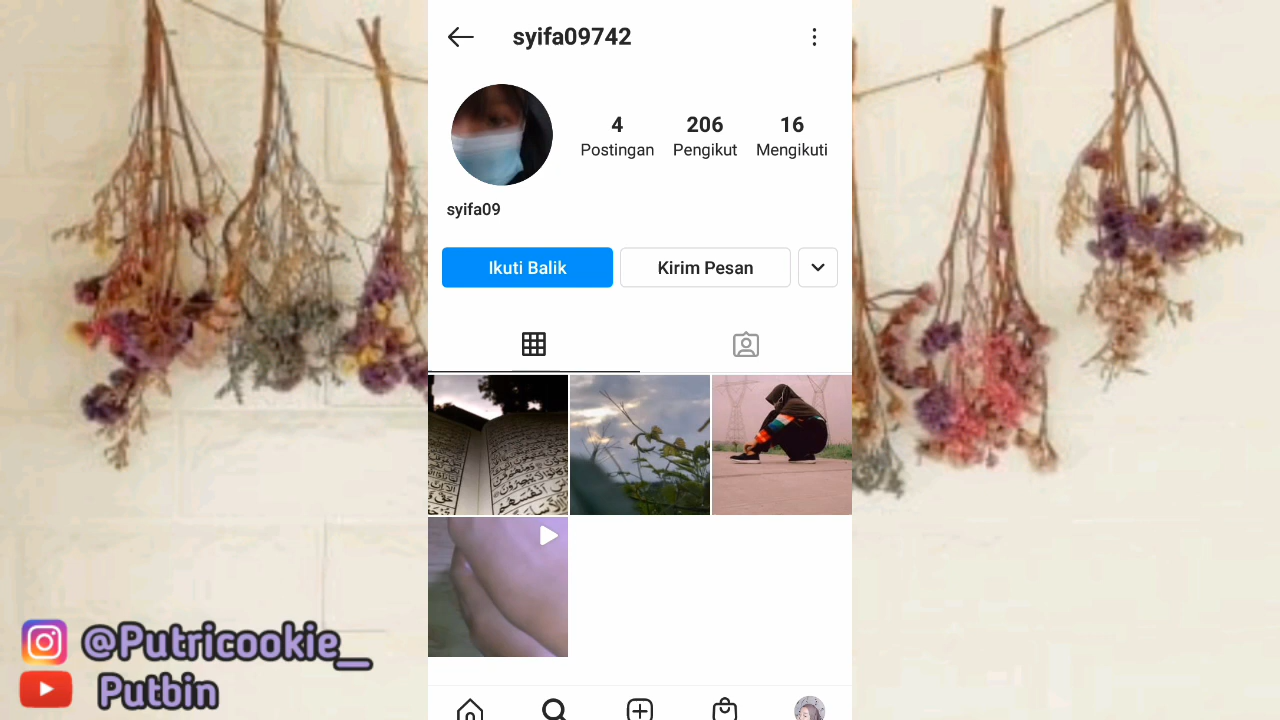 syifa09742
4 206 16
Postingan Pengikut Mengikuti
syifa09
Ikuti Balik Kirim Pesan
@Putricookie_
Putbin